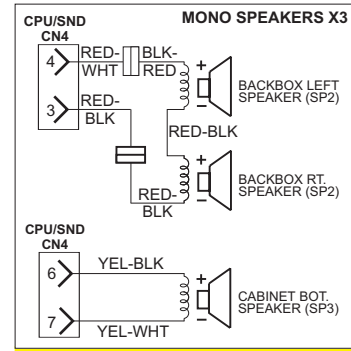 MONO SPEAKERS X3
CPU/SND
CN4
4
RED-
WHT
BLK-
RED
+
-
BACKBOX LEFT
SPEAKER (SP2)
3
RED-
BLK
RED-BLK
+
-
BACKBOX RT.
SPEAKER (SP2)
RED-
BLK
CPU/SND
CN4
6
YEL-BLK
+
-
CABINET BOT.
SPEAKER (SP3)
7
YEL-WHT